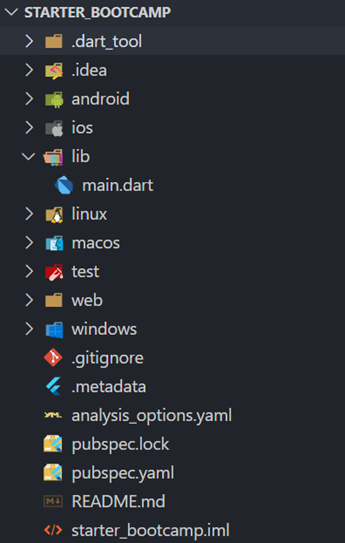 STARTER_BOOTCAMP
.dart_tool
.idea
android
ios
lib
main.dart
linux
macos
test
web
windows
.gitignore
.metadata
analysis_options.yaml
pubspec.lock
pubspec.yaml
README.md
starter_bootcamp.iml